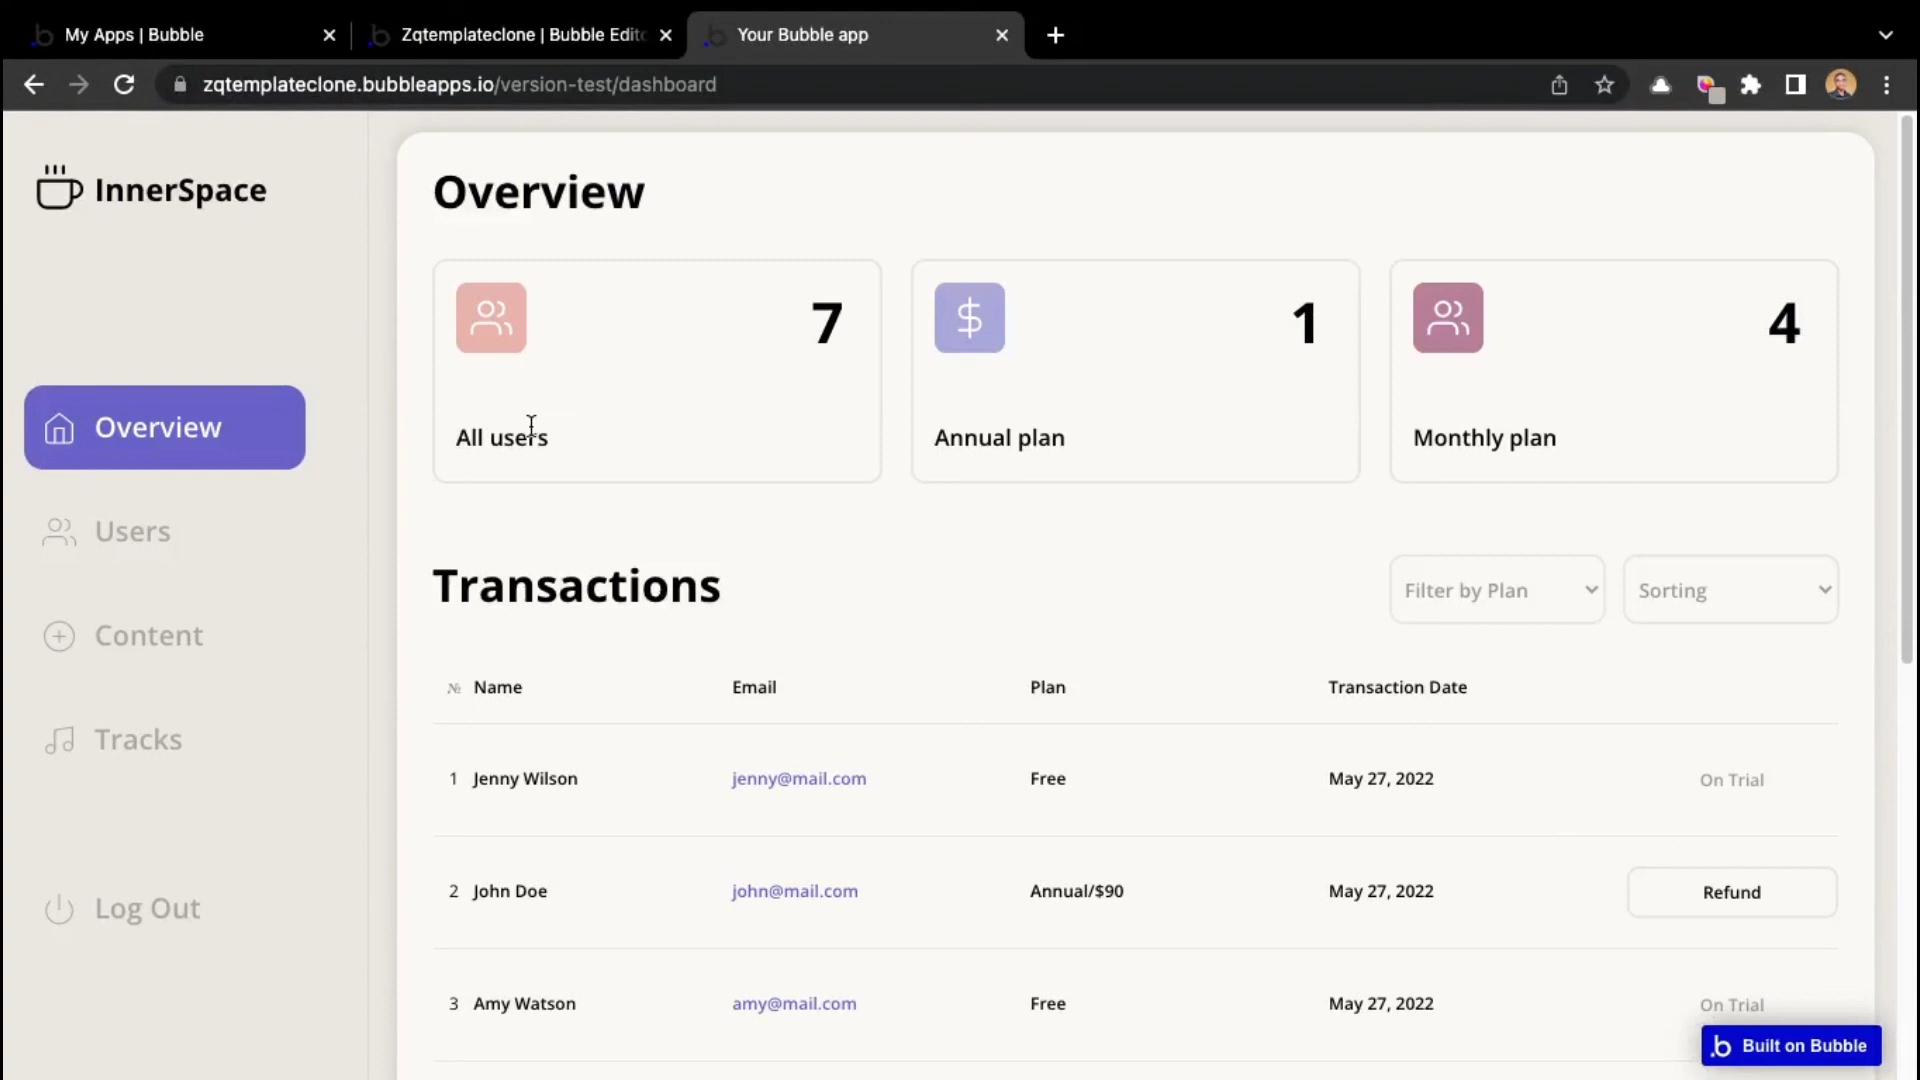 My Apps | Bubble
Zqtemplateclone | Bubble Edito
Your Bubble app
zqtemplateclone.bubbleapps.io/version-test/dashboard
InnerSpace
Overview
Users
Content
Tracks
Log Out
Overview
7
All users
1
Annual plan
4
Monthly plan
Transactions
Filter by Plan
Sorting
№ Name Email Plan Transaction Date
1 Jenny Wilson jenny@mail.com Free May 27, 2022 On Trial
2 John Doe john@mail.com Annual/$90 May 27, 2022 Refund
3 Amy Watson amy@mail.com Free May 27, 2022 On Trial
Built on Bubble